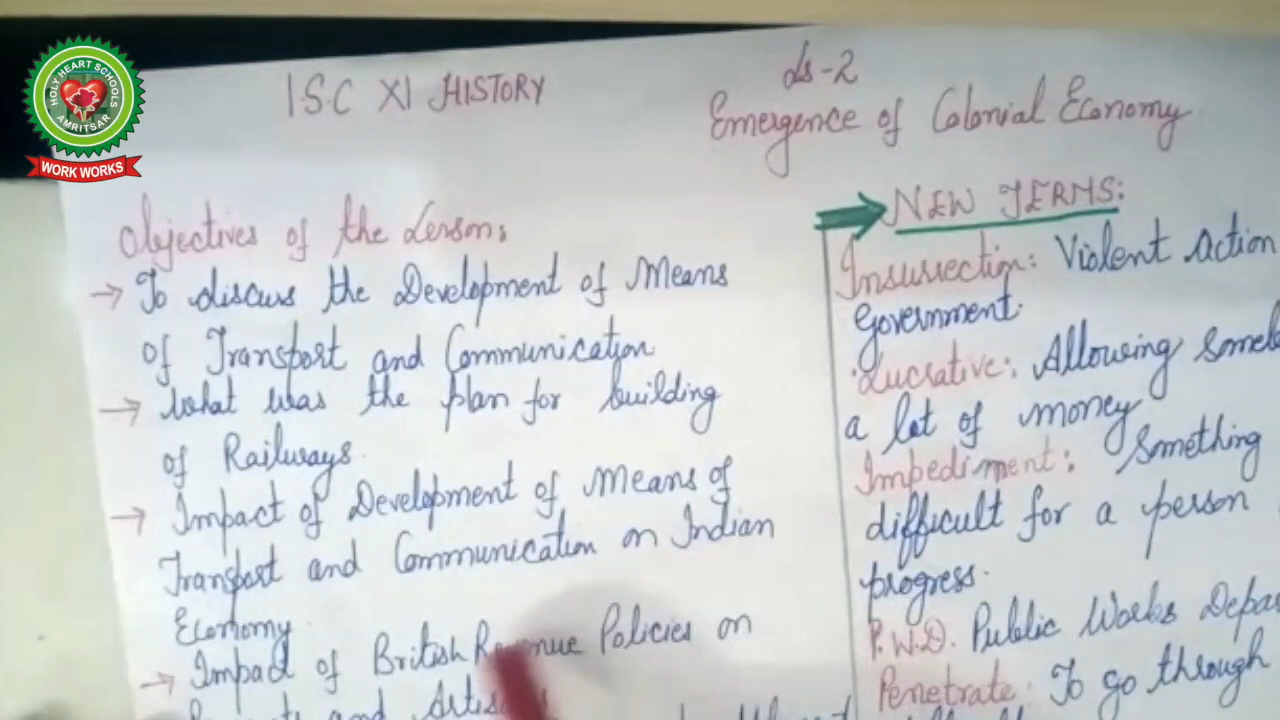 HOLY HEART SCHOOLS
AMRITSAR
WORK WORKS
I.S.C XI HISTORY
Ls-2
Emergence of Colonial Economy
Objectives of the Lesson:
→ To discuss the Development of Means
of Transport and Communication
→ What was the plan for building
of Railways.
→ Impact of Development of Means of
Transport and Communication on Indian
Economy
→ Impact of British Revenue Policies on
and
NEW TERMS:
Insurrection: Violent action
Government.
Lucrative: Allowing
a lot of money
Impediment: Something
difficult for a person
progress.
P.W.D. Public Works
Penetrate: To go through